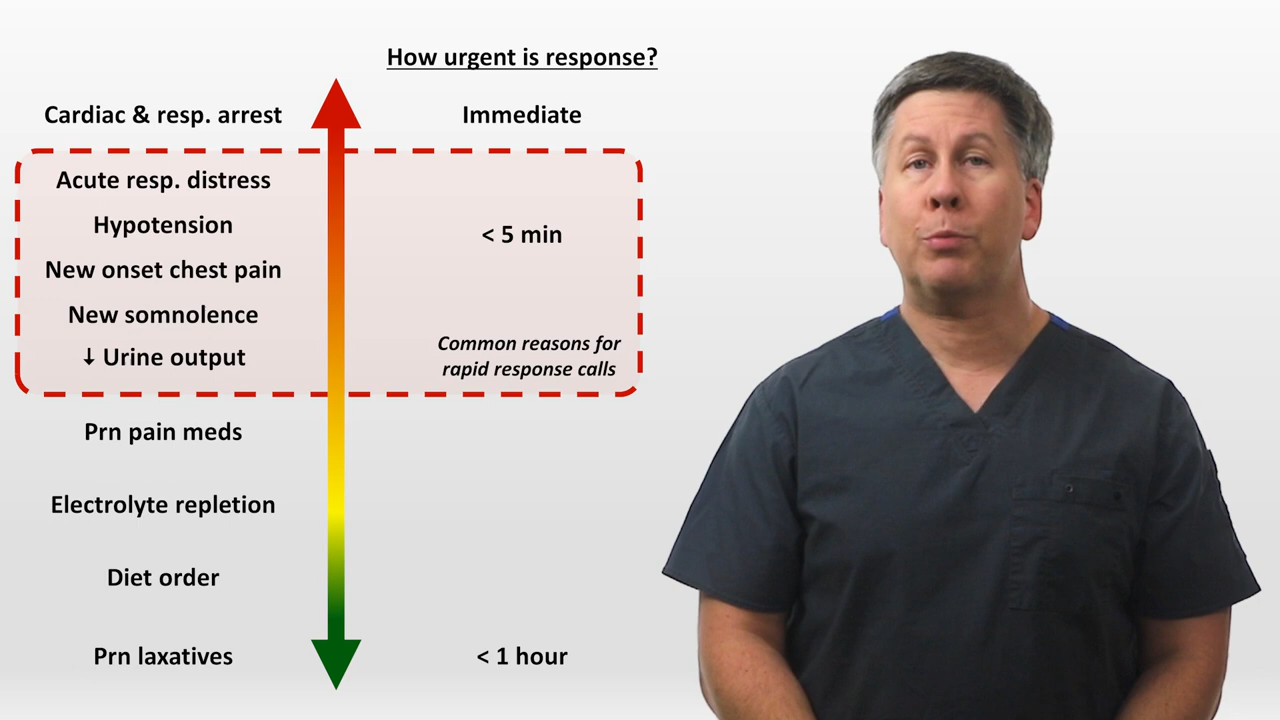 How urgent is response?
Cardiac & resp. arrest
Immediate
Acute resp. distress
Hypotension
< 5 min
New onset chest pain
New somnolence
↓ Urine output
Common reasons for
rapid response calls
Prn pain meds
Electrolyte repletion
Diet order
Prn laxatives
< 1 hour